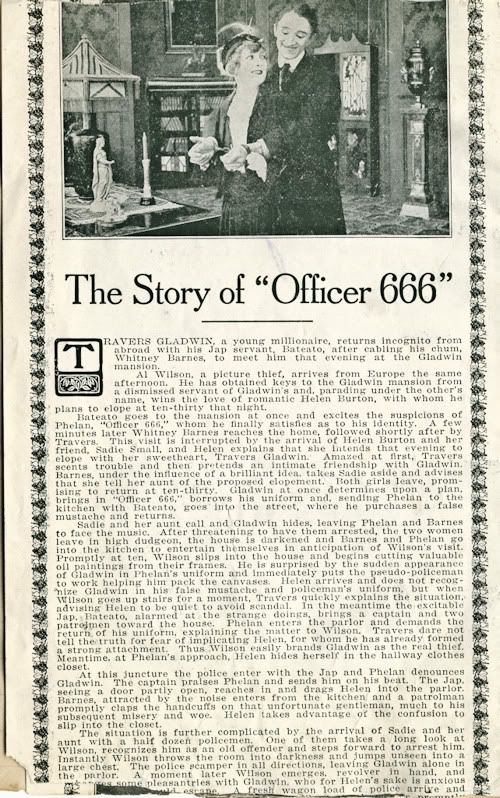 The Story of "Officer 666"
TRAVERS GLADWIN, a young millionaire, returns incognito from
abroad with his Jap servant, Bateato, after cabling his chum,
Whitney Barnes, to meet him that evening at the Gladwin
mansion.
Al Wilson, a picture thief, arrives from Europe the same
afternoon. He has obtained keys to the Gladwin mansion from
a dismissed servant of Gladwin's and, parading under the other's
name, wins the love of romantic Helen Burton, with whom he
plans to elope at ten-thirty that night.
Bateato goes to the mansion at once and excites the suspicions of
Phelan, "Officer 666," whom he finally satisfies as to his identity. A few
minutes later Whitney Barnes reaches the home, followed shortly after by
Travers. This visit is interrupted by the arrival of Helen Burton and her
friend, Sadie Small, and Helen explains that she intends that evening to
elope with her sweetheart, Travers Gladwin. Amazed at first, Travers
scents trouble and then pretends an intimate friendship with Gladwin.
Barnes, under the influence of a brilliant idea, takes Sadie aside and advises
that she tell her aunt of the proposed elopement. Both girls leave, prom-
ising to return at ten-thirty. Gladwin at once determines upon a plan,
brings in "Officer 666," borrows his uniform and, sending Phelan to the
kitchen with Bateato, goes into the street, where he purchases a false
mustache and returns.
Sadie and her aunt call and Gladwin hides, leaving Phelan and Barnes
to face the music. After threatening to have them arrested, the two women
leave in high dudgeon, the house is darkened and Barnes and Phelan go
into the kitchen to entertain themselves in anticipation of Wilson's visit.
Promptly at ten, Wilson slips into the house and begins cutting valuable
oil paintings from their frames. He is surprised by the sudden appearance
of Gladwin in Phelan's uniform and immediately puts the pseudo-policeman
to work helping him pack the canvases. Helen arrives and does not recog-
nize Gladwin in his false mustache and policeman's uniform, but when
Wilson goes up stairs for a moment, Travers quickly explains the situation,
advising Helen to be quiet to avoid scandal. In the meantime the excitable
Jap, Bateato, alarmed at the strange doings, brings a captain and two
patrolmen toward the house. Phelan enters the parlor and demands the
return of his uniform, explaining the matter to Wilson. Travers dare not
tell the truth for fear of implicating Helen, for whom he has already formed
a strong attachment. Thus Wilson easily brands Gladwin as the real thief.
Meantime, at Phelan's approach, Helen hides herself in the hallway clothes
closet.
At this juncture the police enter with the Jap and Phelan denounces
Gladwin. The captain praises Phelan and sends him on his beat. The Jap,
seeing a door partly open, reaches in and drags Helen into the parlor.
Barnes, attracted by the noise enters from the kitchen and a patrolman
promptly claps the handcuffs on that unfortunate gentleman, much to his
subsequent misery and woe. Helen takes advantage of the confusion to
slip into the closet.
The situation is further complicated by the arrival of Sadie and her
aunt with a half dozen policemen. One of them takes a long look at
Wilson, recognizes him as an old offender and steps forward to arrest him.
Instantly Wilson throws the room into darkness and jumps unseen into a
large chest. The police scamper in all directions, leaving Gladwin alone in
the parlor. A moment later Wilson emerges, revolver in hand, and
some pleasantries with Gladwin, who for Helen's sake is anxious
escape. A fresh wagon load of police arrive and